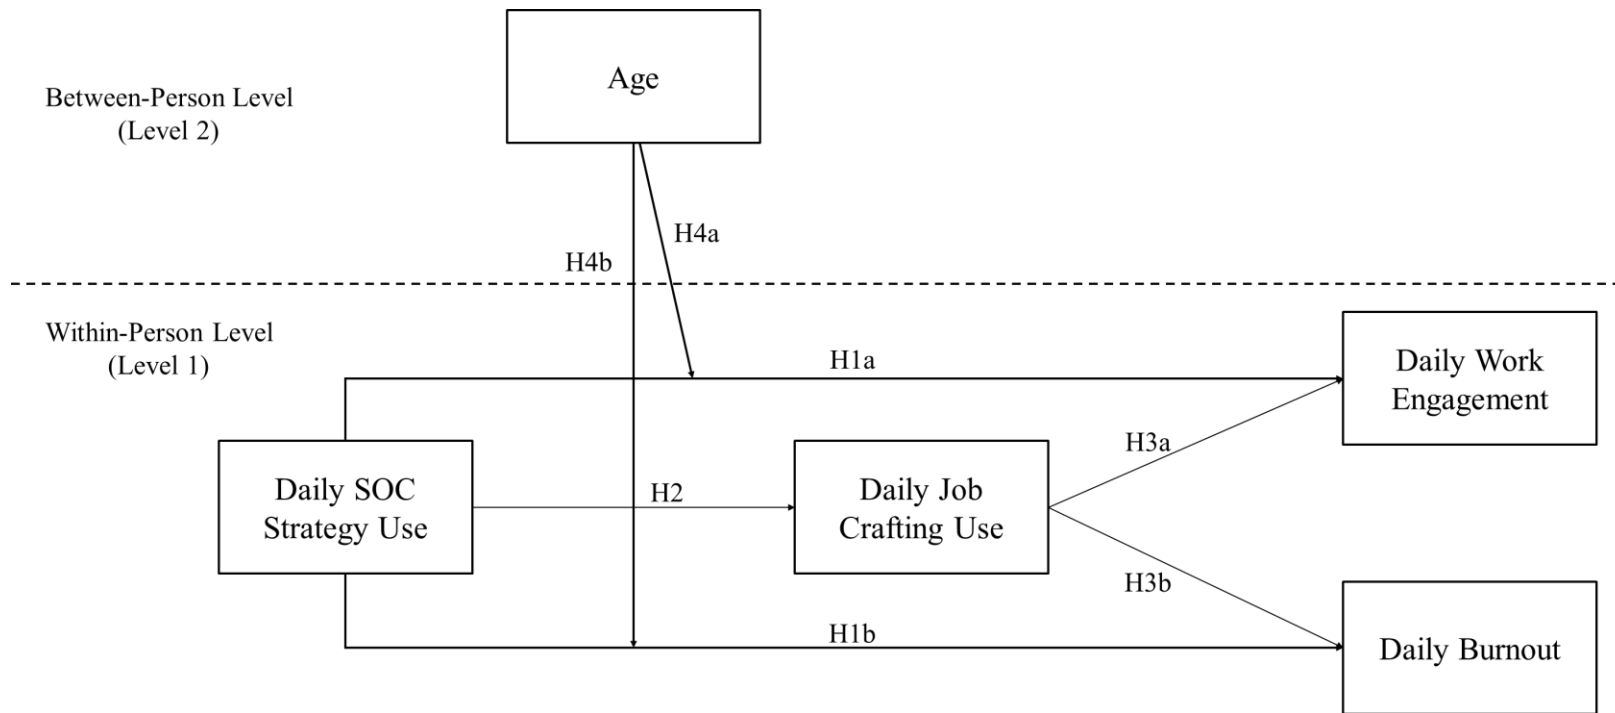 Age
Between-Person Level
(Level 2)
H4a
H4b
Within-Person Level
(Level 1)
H1a
Daily Work
Engagement
H3a
Daily SOC
Strategy Use
H2
Daily Job
Crafting Use
H3b
H1b
Daily Burnout